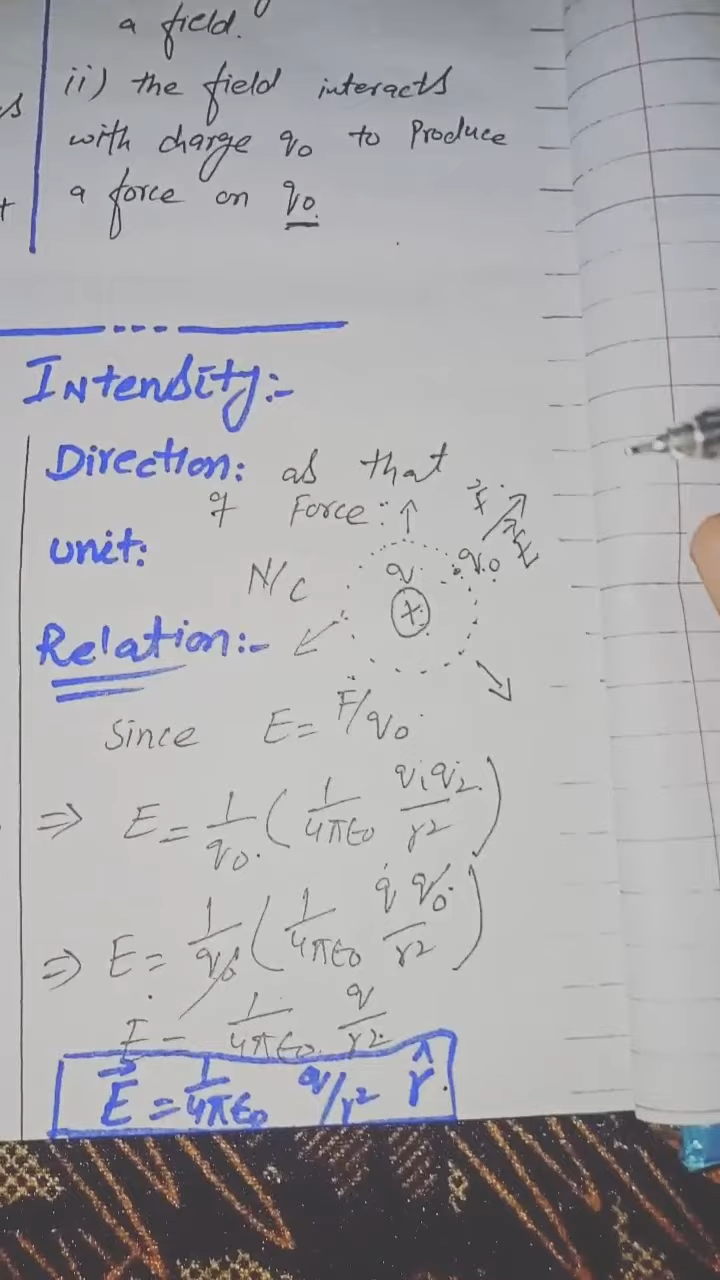 a field.
ii) the field interacts
with charge q₀ to Produce
a force on q₀.
Intensity:-
Direction: as that
of Force:
unit:
N/C
q
+
q.₀
F
E
Relation:-
Since E = F/q₀
⇒ E = 1/q₀ ( 1/4πε₀ q₁q₂/r² )
⇒ E = 1/q₀ ( 1/4πε₀ q q₀/r² )
E = 1/4πε₀ q/r²
E⃗ = 1/4πε₀ q/r² r̂.